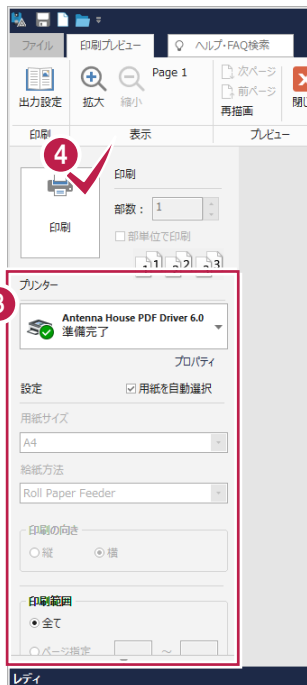 ファイル 印刷プレビュー ヘルプ・FAQ検索
出力設定 拡大 縮小 Page 1 次ページ
前ページ
再描画
印刷 表示 プレビュー
4
印刷 印刷
部数： 1
部単位で印刷
1 2 3
プリンター
3
Antenna House PDF Driver 6.0
準備完了
プロパティ
設定 用紙を自動選択
用紙サイズ
A4
給紙方法
Roll Paper Feeder
印刷の向き
縦 横
印刷範囲
全て
ページ指定 ～
レディ